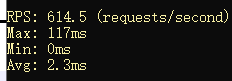 RPS: 614.5 (requests/second)
Max: 117ms
Min: 0ms
Avg: 2.3ms